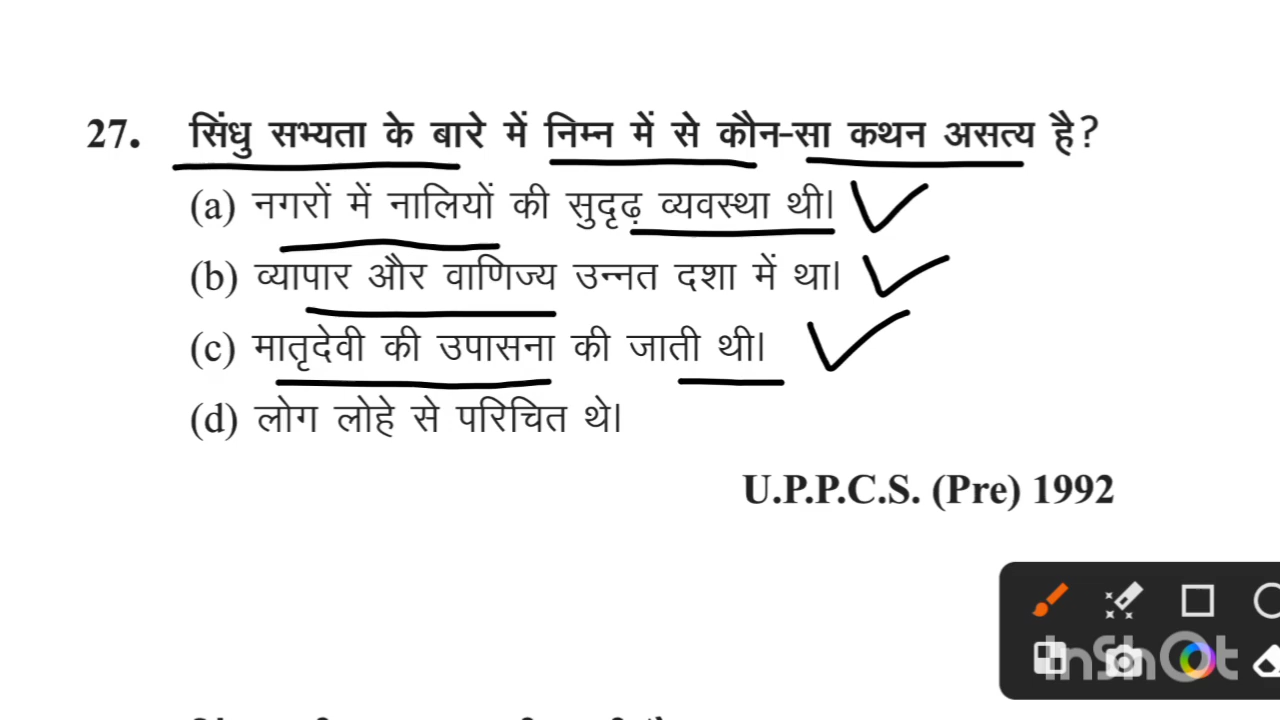 27. सिंधु सभ्यता के बारे में निम्न में से कौन-सा कथन असत्य है?
(a) नगरों में नालियों की सुदृढ़ व्यवस्था थी।
(b) व्यापार और वाणिज्य उन्नत दशा में था।
(c) मातृदेवी की उपासना की जाती थी।
(d) लोग लोहे से परिचित थे।
U.P.P.C.S. (Pre) 1992
InShOt